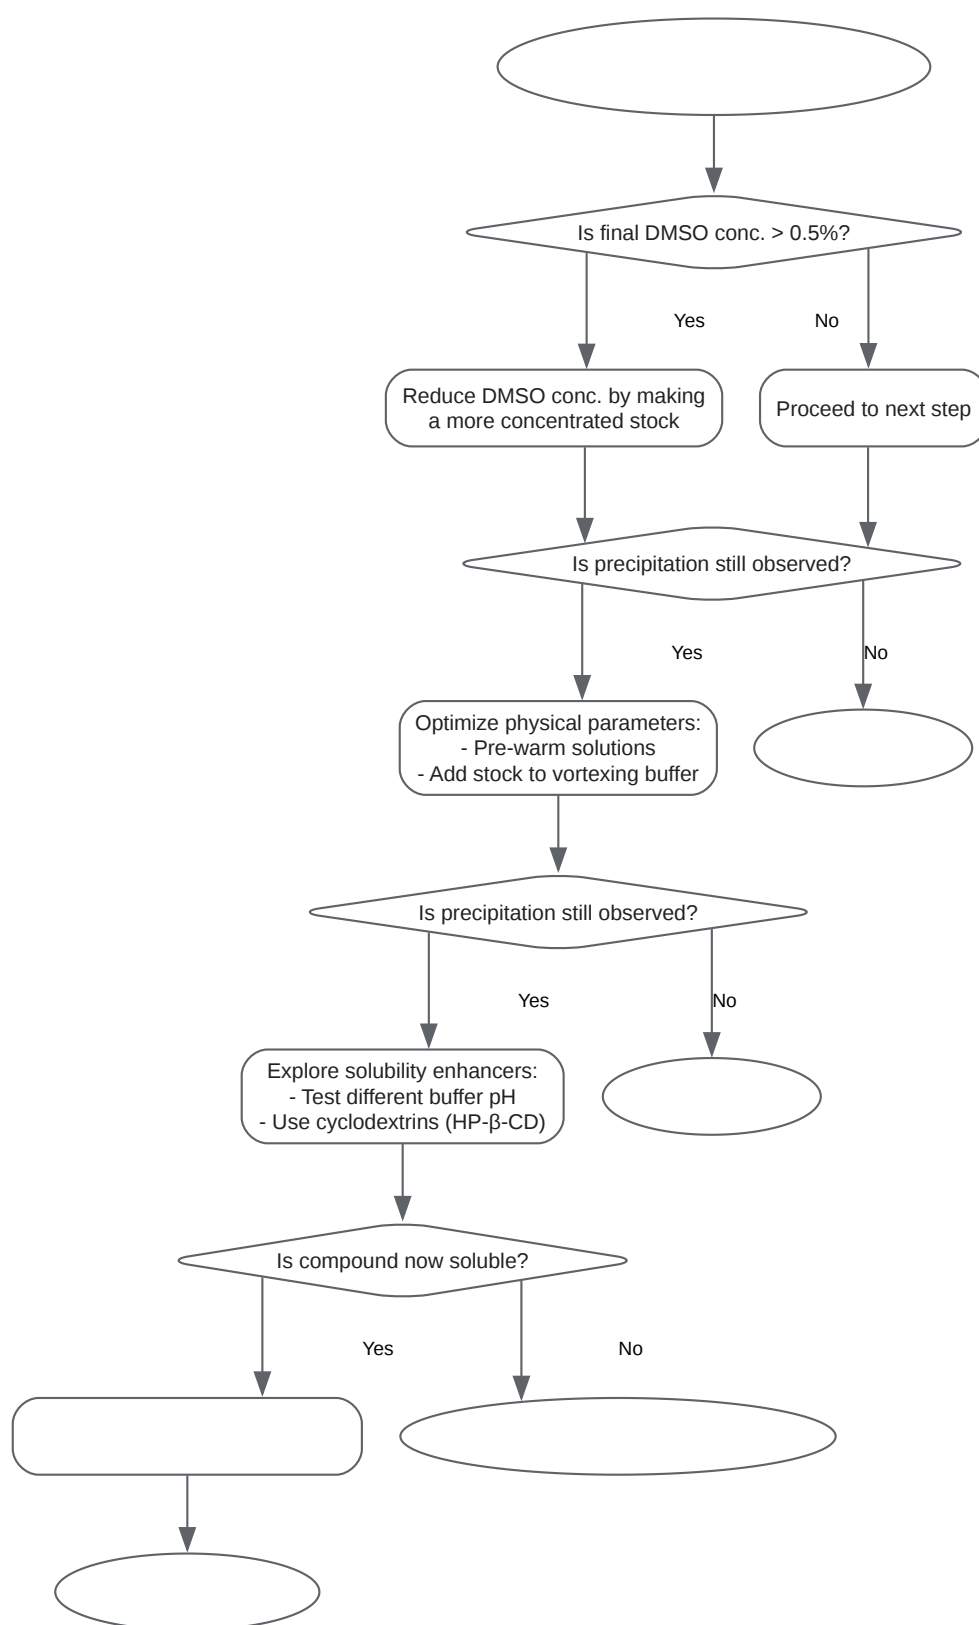 Is final DMSO conc. > 0.5%?
Yes
No
Reduce DMSO conc. by making
a more concentrated stock
Proceed to next step
Is precipitation still observed?
Yes
No
Optimize physical parameters:
- Pre-warm solutions
- Add stock to vortexing buffer
Is precipitation still observed?
Yes
No
Explore solubility enhancers:
- Test different buffer pH
- Use cyclodextrins (HP-β-CD)
Is compound now soluble?
Yes
No